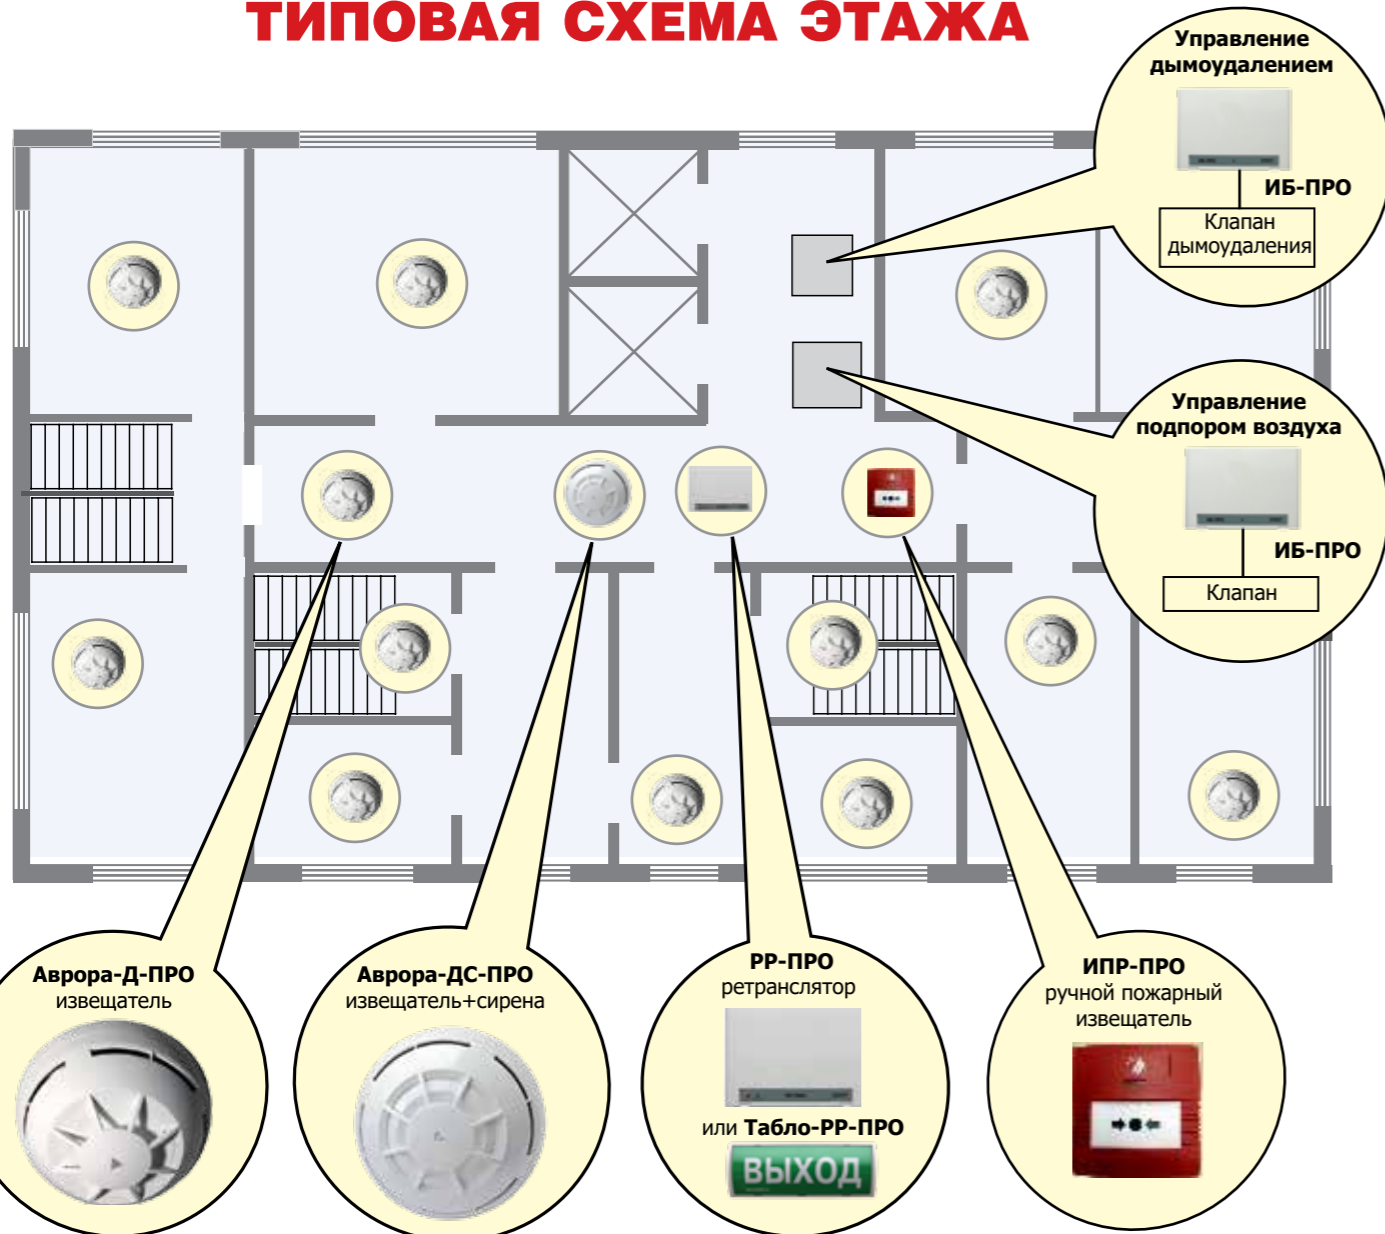 ТИПОВАЯ СХЕМА ЭТАЖА
Управление
дымоудалением
ИБ-ПРО
Клапан
дымоудаления
Управление
подпором воздуха
ИБ-ПРО
Клапан
Аврора-Д-ПРО
извещатель
Аврора-ДС-ПРО
извещатель+сирена
РР-ПРО
ретранслятор
или Табло-РР-ПРО
ВЫХОД
ИПР-ПРО
ручной пожарный
извещатель